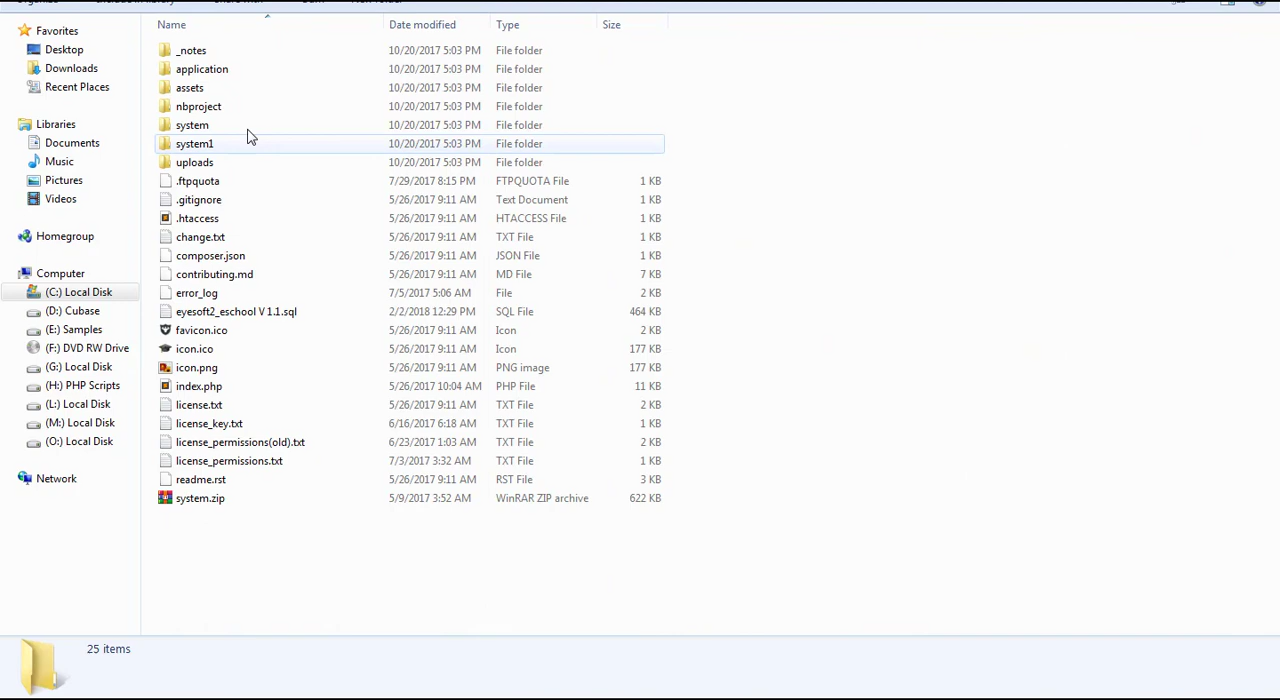 Name Date modified Type Size
Favorites
Desktop
Downloads
Recent Places
Libraries
Documents
Music
Pictures
Videos
Homegroup
Computer
(C:) Local Disk
(D:) Cubase
(E:) Samples
(F:) DVD RW Drive
(G:) Local Disk
(H:) PHP Scripts
(L:) Local Disk
(M:) Local Disk
(O:) Local Disk
Network
_notes 10/20/2017 5:03 PM File folder
application 10/20/2017 5:03 PM File folder
assets 10/20/2017 5:03 PM File folder
nbproject 10/20/2017 5:03 PM File folder
system 10/20/2017 5:03 PM File folder
system1 10/20/2017 5:03 PM File folder
uploads 10/20/2017 5:03 PM File folder
.ftpquota 7/29/2017 8:15 PM FTPQUOTA File 1 KB
.gitignore 5/26/2017 9:11 AM Text Document 1 KB
.htaccess 5/26/2017 9:11 AM HTACCESS File 1 KB
change.txt 5/26/2017 9:11 AM TXT File 1 KB
composer.json 5/26/2017 9:11 AM JSON File 1 KB
contributing.md 5/26/2017 9:11 AM MD File 7 KB
error_log 7/5/2017 5:06 AM File 2 KB
eyesoft2_eschool V 1.1.sql 2/2/2018 12:29 PM SQL File 464 KB
favicon.ico 5/26/2017 9:11 AM Icon 2 KB
icon.ico 5/26/2017 9:11 AM Icon 177 KB
icon.png 5/26/2017 9:11 AM PNG image 177 KB
index.php 5/26/2017 10:04 AM PHP File 11 KB
license.txt 5/26/2017 9:11 AM TXT File 2 KB
license_key.txt 6/16/2017 6:18 AM TXT File 1 KB
license_permissions(old).txt 6/23/2017 1:03 AM TXT File 2 KB
license_permissions.txt 7/3/2017 3:32 AM TXT File 1 KB
readme.rst 5/26/2017 9:11 AM RST File 3 KB
system.zip 5/9/2017 3:52 AM WinRAR ZIP archive 622 KB
25 items